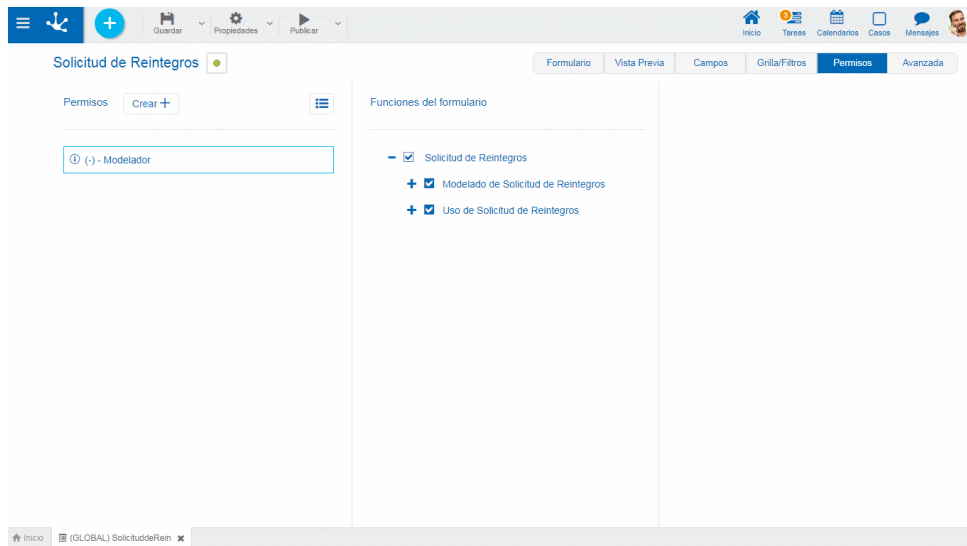 Guardar
Propiedades
Publicar
Inicio
3
Tareas
Calendarios
Casos
Mensajes
Solicitud de Reintegros
Formulario
Vista Previa
Campos
Grilla/Filtros
Permisos
Avanzada
Permisos
Crear +
Funciones del formulario
(-) - Modelador
Solicitud de Reintegros
Modelado de Solicitud de Reintegros
Uso de Solicitud de Reintegros
Inicio
(GLOBAL) SolicituddeRein